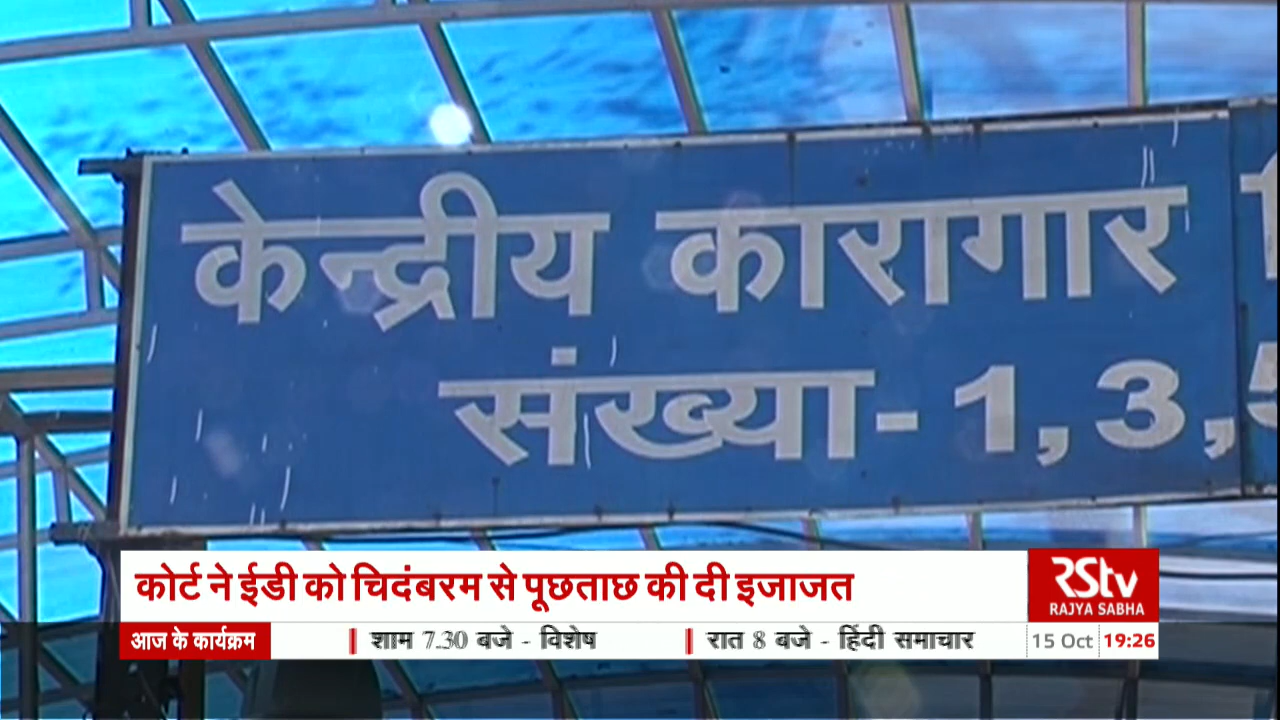 केन्द्रीय कारागार
संख्या-1,3,5
कोर्ट ने ईडी को चिदंबरम से पूछताछ की दी इजाजत
RStv
RAJYA SABHA
आज के कार्यक्रम
शाम 7.30 बजे - विशेष
रात 8 बजे - हिंदी समाचार
15 Oct
19:26